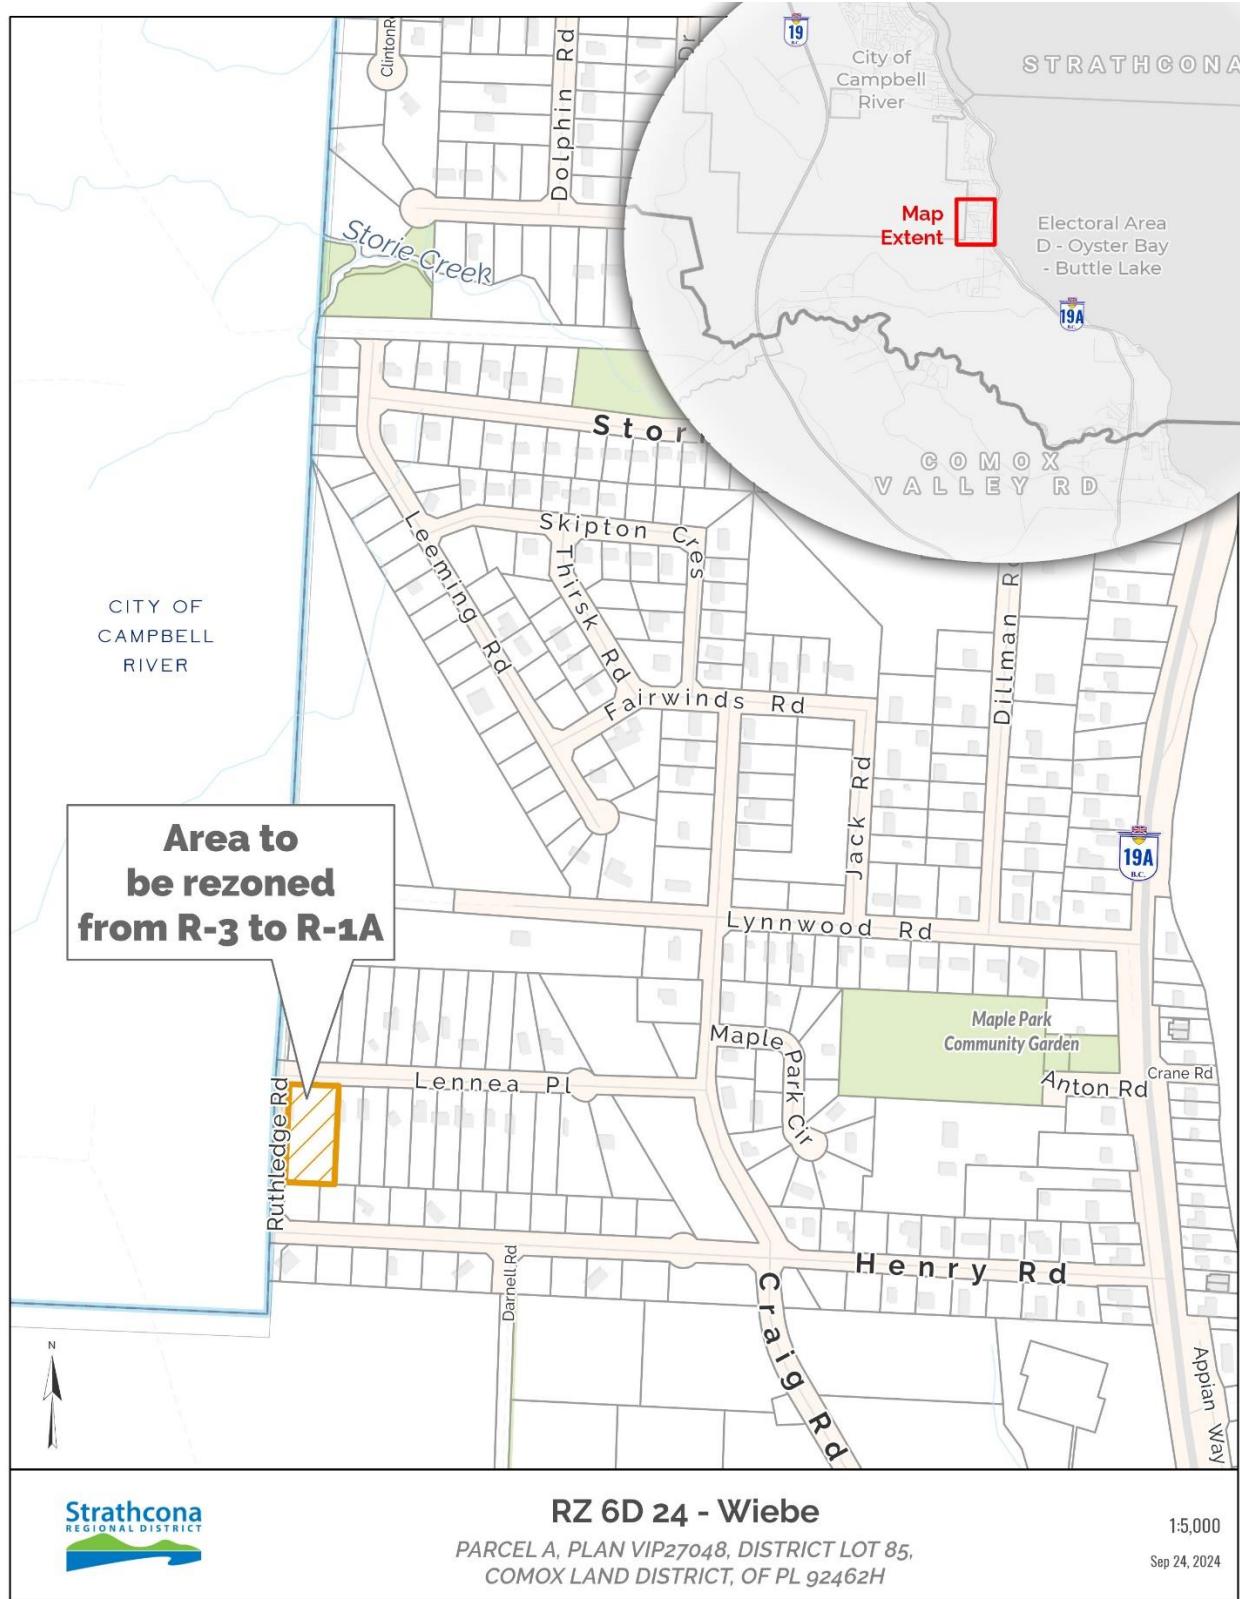 Clinton Rd
Dolphin Rd
Dr
19
B.C.
City of
Campbell
River
STRATHCONA
Map
Extent
Electoral Area
D - Oyster Bay
- Buttle Lake
19A
B.C.
COMOX
VALLEY RD
Storie Creek
Stori
Skipton Cres
Leeming Rd
Thirsk Rd
Fairwinds Rd
Dillman Rd
Jack Rd
CITY OF
CAMPBELL
RIVER
Area to
be rezoned
from R-3 to R-1A
19A
B.C.
Lynnwood Rd
Maple Park
Community Garden
Maple Park Cir
Lennea Pl
Anton Rd
Crane Rd
Ruthledge Rd
Darnell Rd
Henry Rd
Craig Rd
Appian Way
N
Strathcona
REGIONAL DISTRICT
RZ 6D 24 - Wiebe
PARCEL A, PLAN VIP27048, DISTRICT LOT 85,
COMOX LAND DISTRICT, OF PL 92462H
1:5,000
Sep 24, 2024